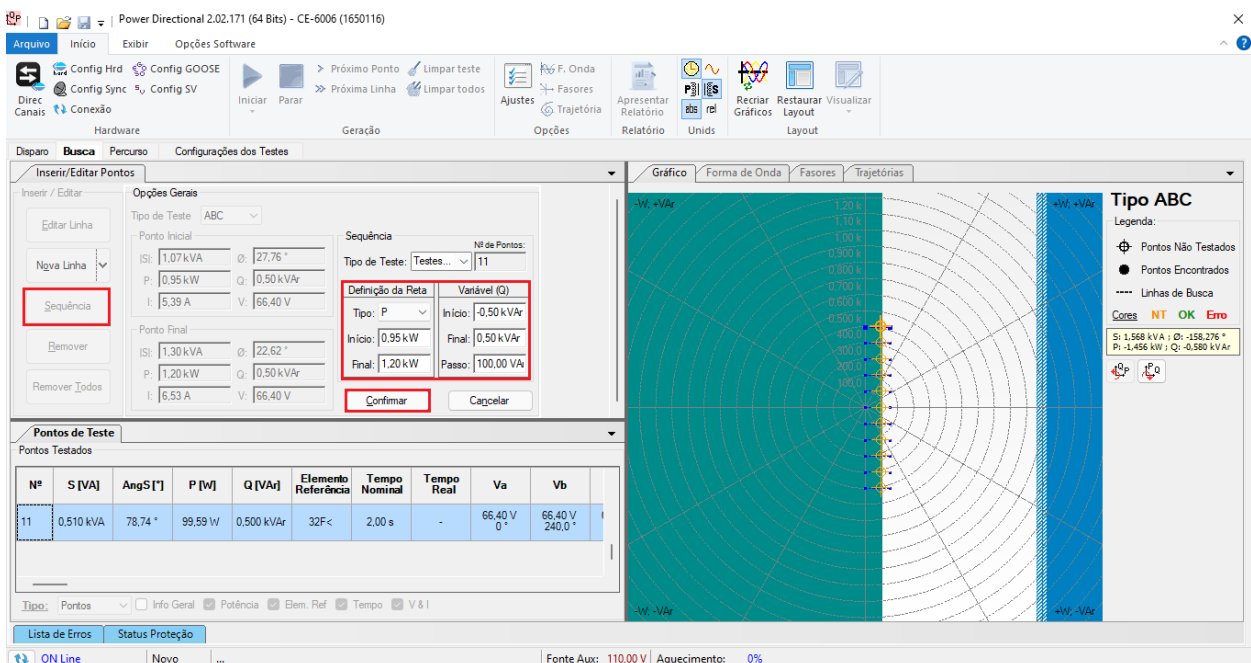 Power Directional 2.02.171 (64 Bits) - CE-6006 (1650116)
Arquivo Início Exibir Opções Software
Direc Canais
Config Hrd
Config Sync
Conexão
Config GOOSE
Config SV
Hardware
Iniciar
Parar
Próximo Ponto
Próxima Linha
Limpar teste
Limpar todos
Geração
Ajustes
F. Onda
Fasores
Trajetória
Opções
Apresentar Relatório
Relatório
abs rel
Unids
Recriar Gráficos
Restaurar Layout
Visualizar
Layout
Disparo Busca Percurso Configurações dos Testes
Inserir/Editar Pontos
Inserir / Editar
Editar Linha
Nova Linha
Sequência
Remover
Remover Todos
Opções Gerais
Tipo de Teste ABC
Ponto Inicial
|S|: 1,07 kVA Ø: 27,76 °
P: 0,95 kW Q: 0,50 kVAr
I: 5,39 A V: 66,40 V
Ponto Final
|S|: 1,30 kVA Ø: 22,62 °
P: 1,20 kW Q: 0,50 kVAr
I: 6,53 A V: 66,40 V
Sequência
Nº de Pontos:
Tipo de Teste: Testes... 11
Definição da Reta
Tipo: P
Início: 0,95 kW
Final: 1,20 kW
Variável (Q)
Início: -0,50 kVAr
Final: 0,50 kVAr
Passo: 100,00 VA
Confirmar
Cancelar
Pontos de Teste
Pontos Testados
Nº S [VA] AngS [°] P [W] Q [VAr] Elemento Referência Tempo Nominal Tempo Real Va Vb
11 0,510 kVA 78,74 ° 99,59 W 0,500 kVAr 32F< 2,00 s - 66,40 V 0 ° 66,40 V 240,0 °
Tipo: Pontos Info Geral Potência Elem. Ref Tempo V & I
Lista de Erros Status Proteção
ON Line Novo ... Fonte Aux: 110.00 V Aquecimento: 0%
Gráfico Forma de Onda Fasores Trajetórias
-W; +VAr
+W; +VAr
1,20 k
1,10 k
1,00 k
0,900 k
0,800 k
0,700 k
0,600 k
0,500 k
400,0
300,0
200,0
100,0
-W; -VAr
+W; -VAr
Tipo ABC
Legenda:
Pontos Não Testados
Pontos Encontrados
Linhas de Busca
Cores NT OK Erro
S: 1,568 kVA ; Ø: -158,276 °
P: -1,456 kW ; Q: -0,580 kVAr